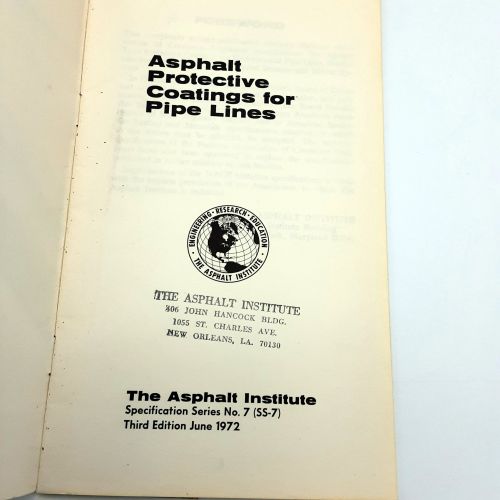 Asphalt
Protective
Coatings for
Pipe Lines
ENGINEERING · RESEARCH · EDUCATION
· THE ASPHALT INSTITUTE ·
THE ASPHALT INSTITUTE
406 JOHN HANCOCK BLDG.
1055 ST. CHARLES AVE.
NEW ORLEANS, LA. 70130
The Asphalt Institute
Specification Series No. 7 (SS-7)
Third Edition June 1972